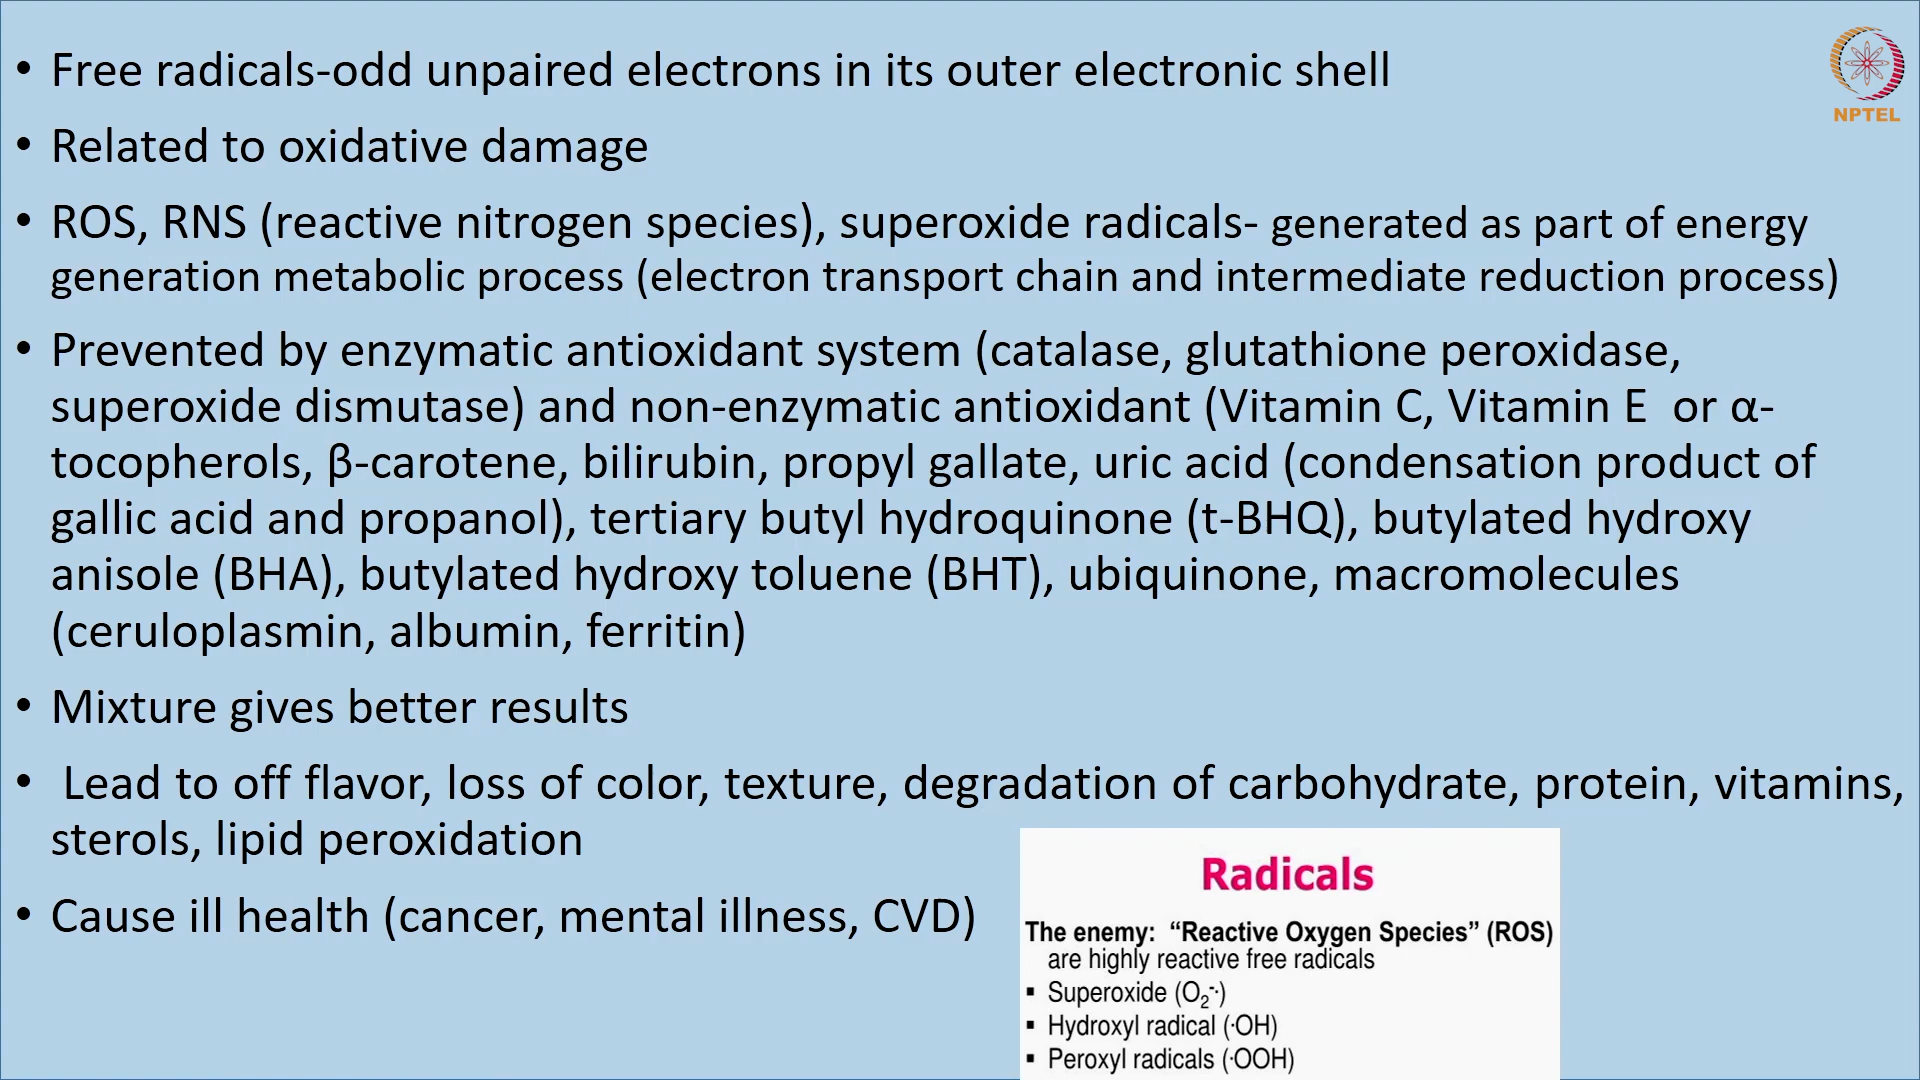 • Free radicals-odd unpaired electrons in its outer electronic shell
NPTEL
• Related to oxidative damage
• ROS, RNS (reactive nitrogen species), superoxide radicals- generated as part of energy
generation metabolic process (electron transport chain and intermediate reduction process)
• Prevented by enzymatic antioxidant system (catalase, glutathione peroxidase,
superoxide dismutase) and non-enzymatic antioxidant (Vitamin C, Vitamin E or α-
tocopherols, β-carotene, bilirubin, propyl gallate, uric acid (condensation product of
gallic acid and propanol), tertiary butyl hydroquinone (t-BHQ), butylated hydroxy
anisole (BHA), butylated hydroxy toluene (BHT), ubiquinone, macromolecules
(ceruloplasmin, albumin, ferritin)
• Mixture gives better results
• Lead to off flavor, loss of color, texture, degradation of carbohydrate, protein, vitamins,
sterols, lipid peroxidation
• Cause ill health (cancer, mental illness, CVD)
Radicals
The enemy: “Reactive Oxygen Species” (ROS)
are highly reactive free radicals
▪ Superoxide (O₂⁻·)
▪ Hydroxyl radical (·OH)
▪ Peroxyl radicals (·OOH)